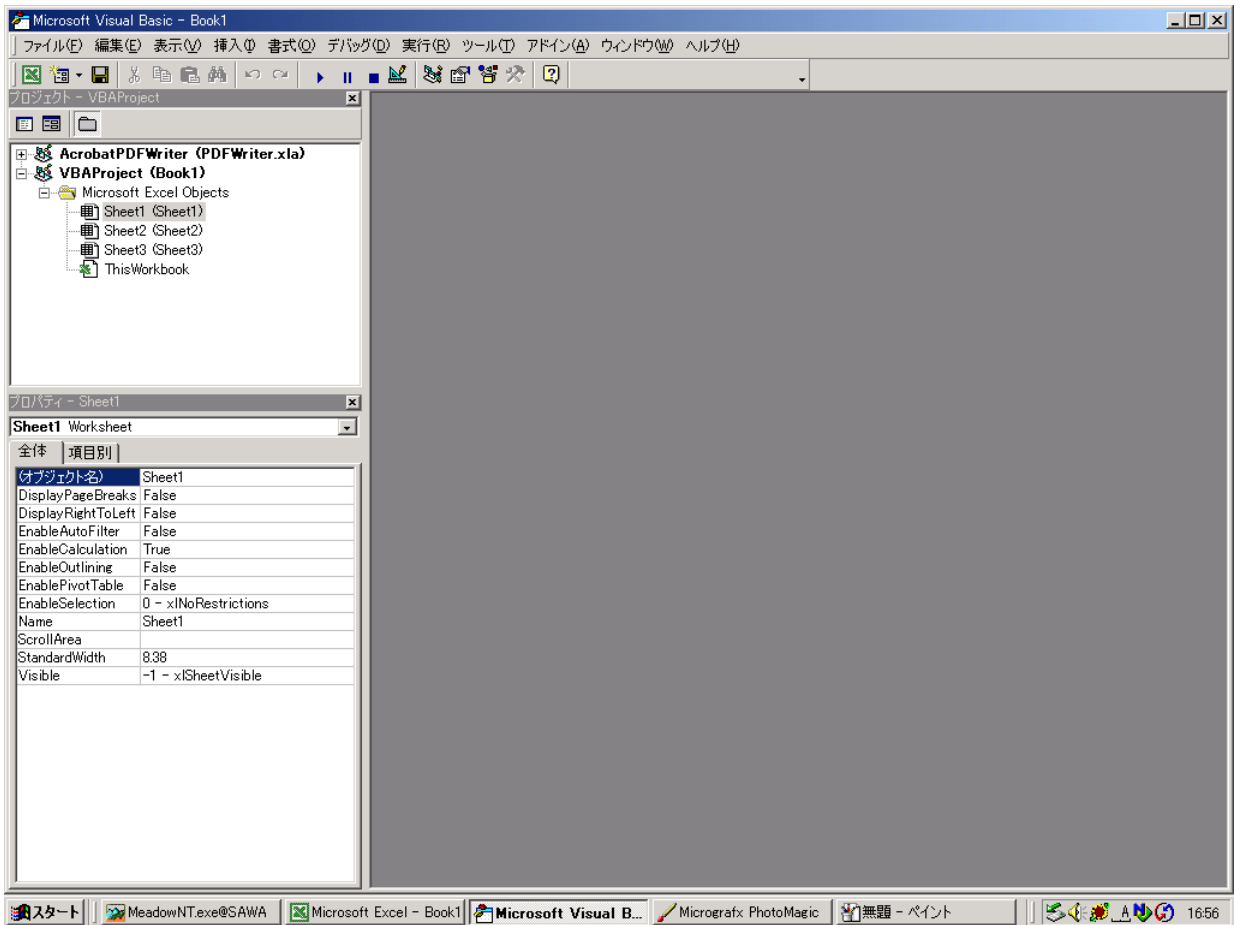 Microsoft Visual Basic - Book1
ファイル(F) 編集(E) 表示(V) 挿入(I) 書式(O) デバッグ(D) 実行(R) ツール(T) アドイン(A) ウィンドウ(W) ヘルプ(H)
プロジェクト - VBAProject
AcrobatPDFWriter (PDFWriter.xla)
VBAProject (Book1)
Microsoft Excel Objects
Sheet1 (Sheet1)
Sheet2 (Sheet2)
Sheet3 (Sheet3)
ThisWorkbook
プロパティ - Sheet1
Sheet1 Worksheet
全体 項目別
(オブジェクト名) Sheet1
DisplayPageBreaks False
DisplayRightToLeft False
EnableAutoFilter False
EnableCalculation True
EnableOutlining False
EnablePivotTable False
EnableSelection 0 - xlNoRestrictions
Name Sheet1
ScrollArea
StandardWidth 8.38
Visible -1 - xlSheetVisible
スタート MeadowNT.exe@SAWA Microsoft Excel - Book1 Microsoft Visual B... Micrografx PhotoMagic 無題 - ペイント A 16:56